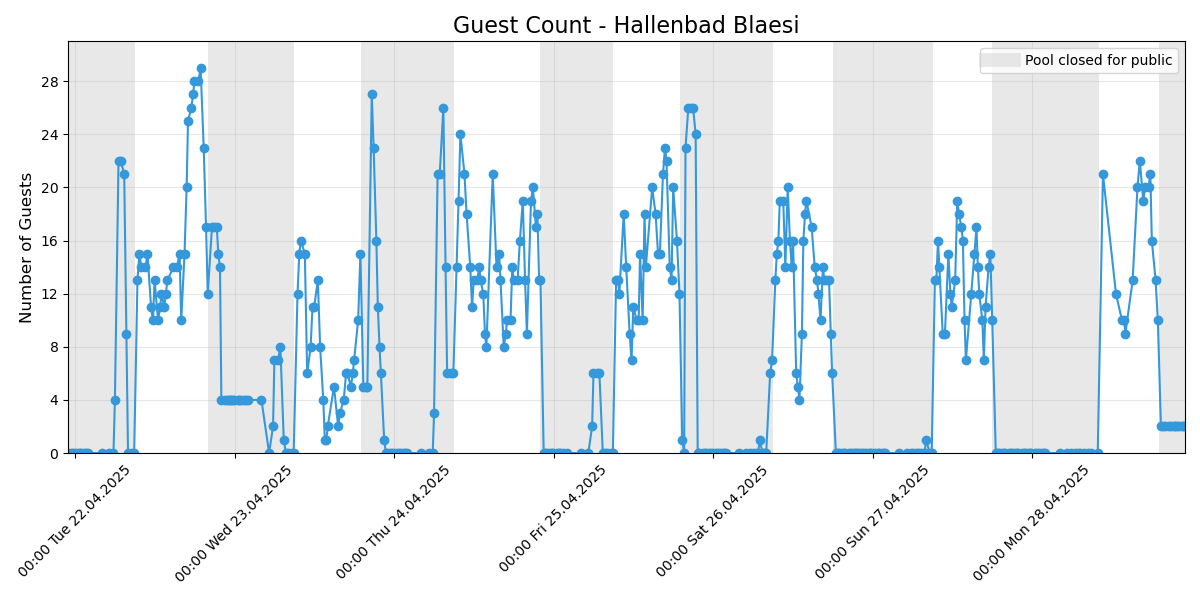 Guest Count - Hallenbad Blaesi
Pool closed for public
Number of Guests
28
24
20
16
12
8
4
0
00:00 Tue 22.04.2025
00:00 Wed 23.04.2025
00:00 Thu 24.04.2025
00:00 Fri 25.04.2025
00:00 Sat 26.04.2025
00:00 Sun 27.04.2025
00:00 Mon 28.04.2025